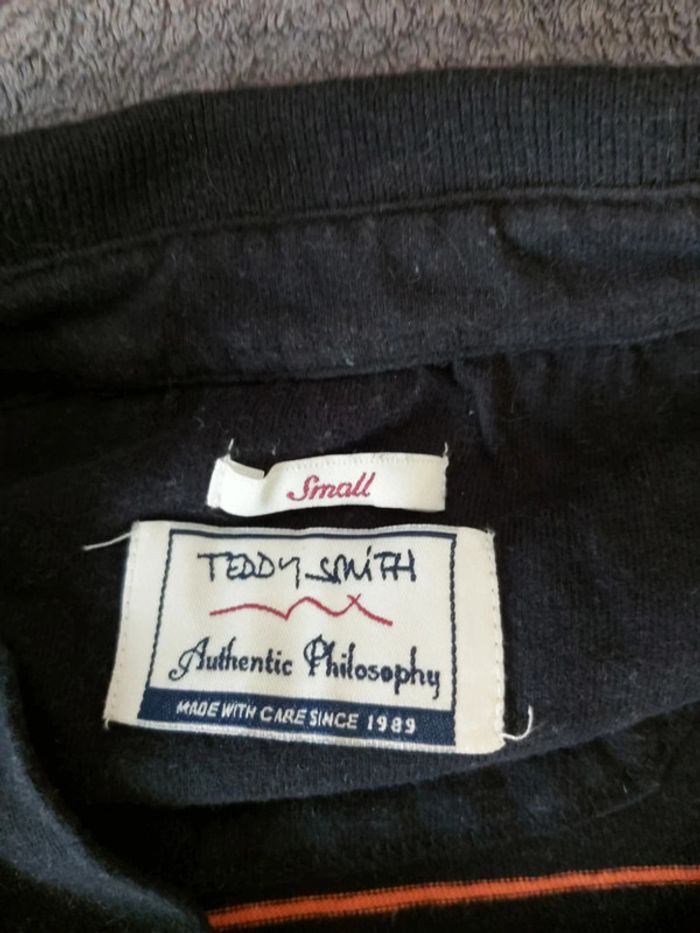 Small
TEDDY SMiTH
Authentic Philosophy
MADE WITH CARE SINCE 1989